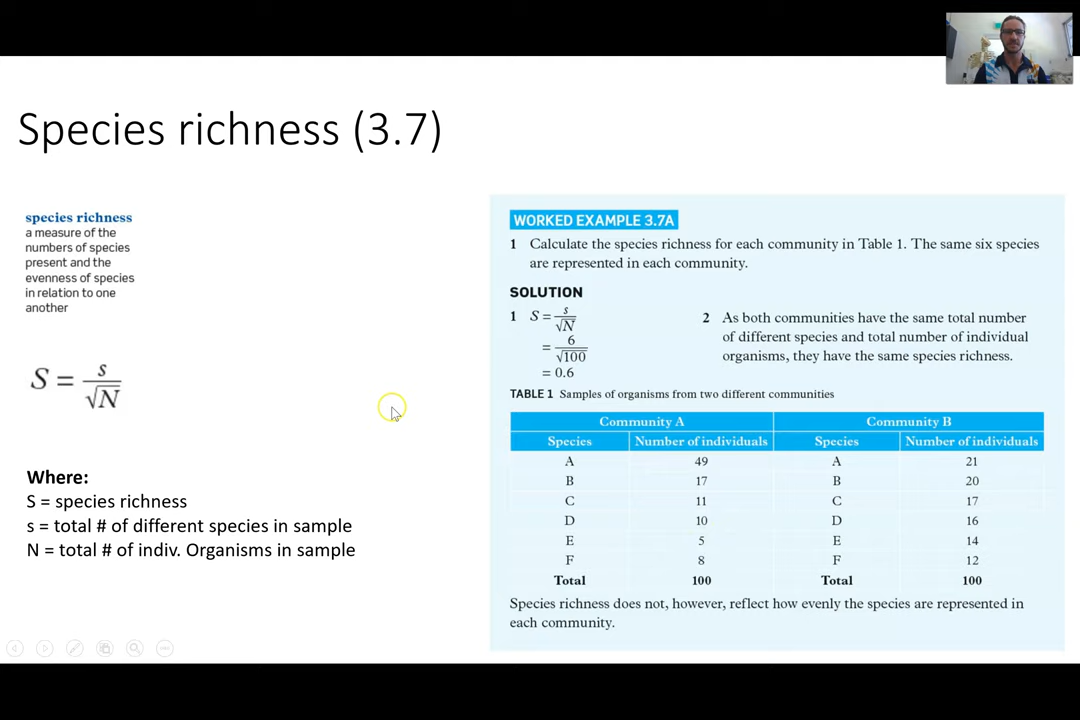 Species richness (3.7)
species richness
a measure of the
numbers of species
present and the
evenness of species
in relation to one
another
S = s/√N
Where:
S = species richness
s = total # of different species in sample
N = total # of indiv. Organisms in sample
WORKED EXAMPLE 3.7A
1 Calculate the species richness for each community in Table 1. The same six species
are represented in each community.
SOLUTION
1 S = s/√N
= 6/√100
= 0.6
2 As both communities have the same total number
of different species and total number of individual
organisms, they have the same species richness.
TABLE 1 Samples of organisms from two different communities
Community A Community B
Species Number of individuals Species Number of individuals
A 49 A 21
B 17 B 20
C 11 C 17
D 10 D 16
E 5 E 14
F 8 F 12
Total 100 Total 100
Species richness does not, however, reflect how evenly the species are represented in
each community.